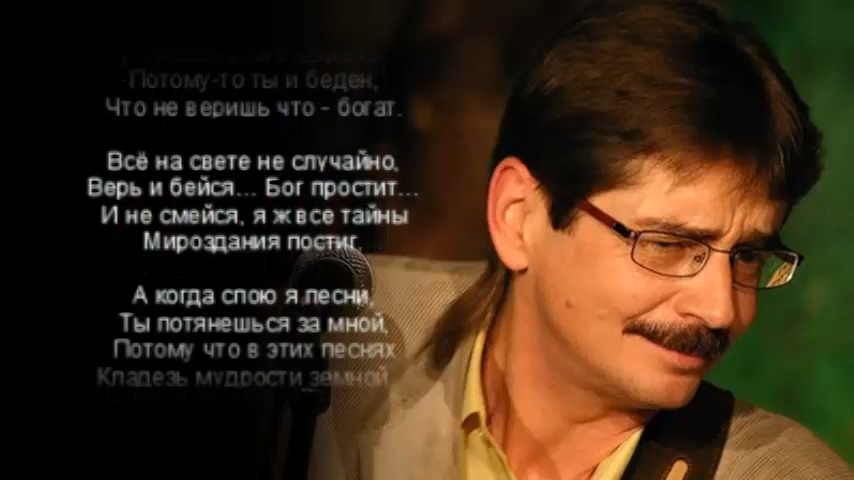 Потому-то ты и беден,
Что не веришь что - богат.
Всё на свете не случайно,
Верь и бейся... Бог простит...
И не смейся, я ж все тайны
Мироздания постиг,
А когда спою я песни,
Ты потянешься за мной,
Потому что в этих песнях
Кладезь мудрости земной